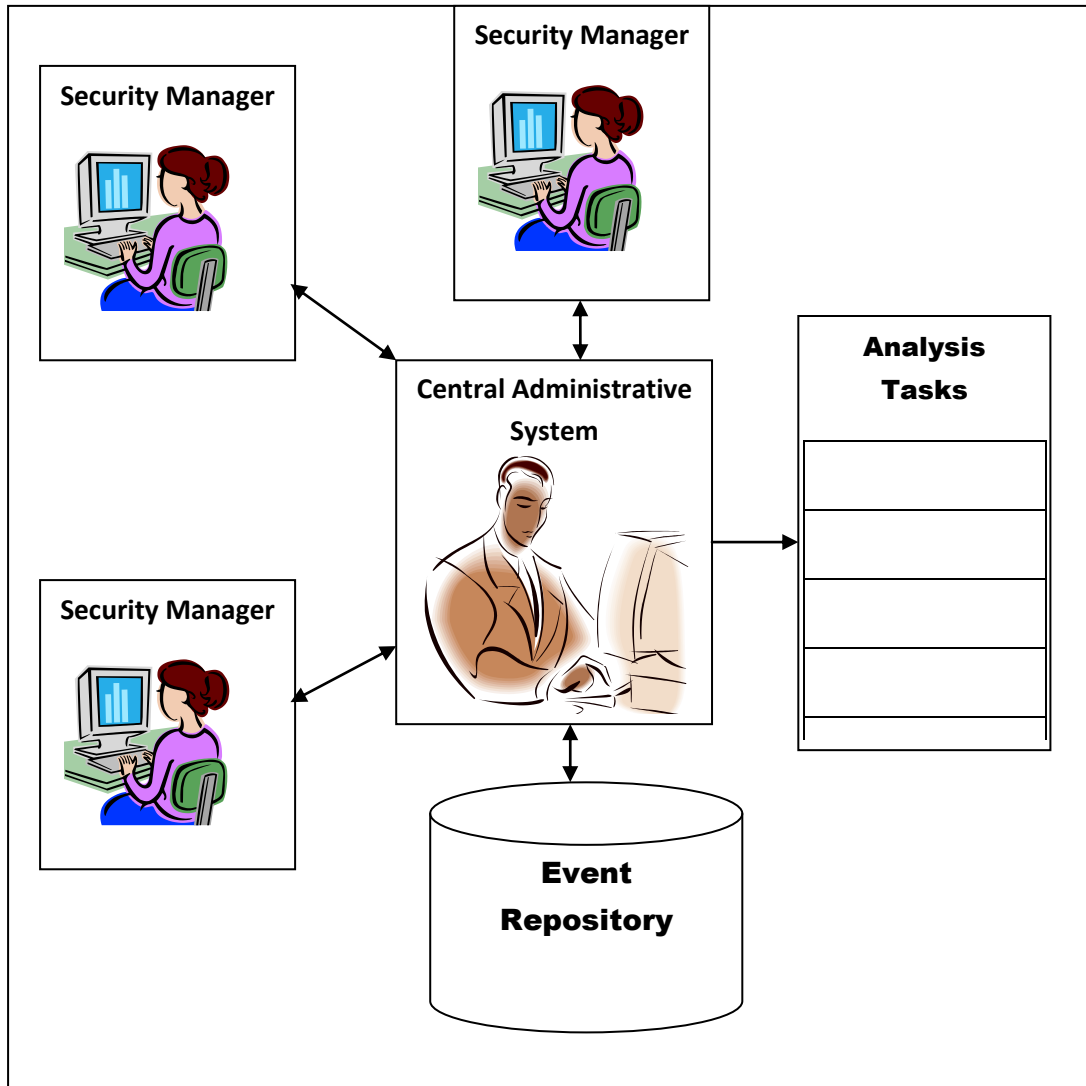 Security Manager
Security Manager
Analysis
Tasks
Central Administrative
System
Security Manager
Event
Repository